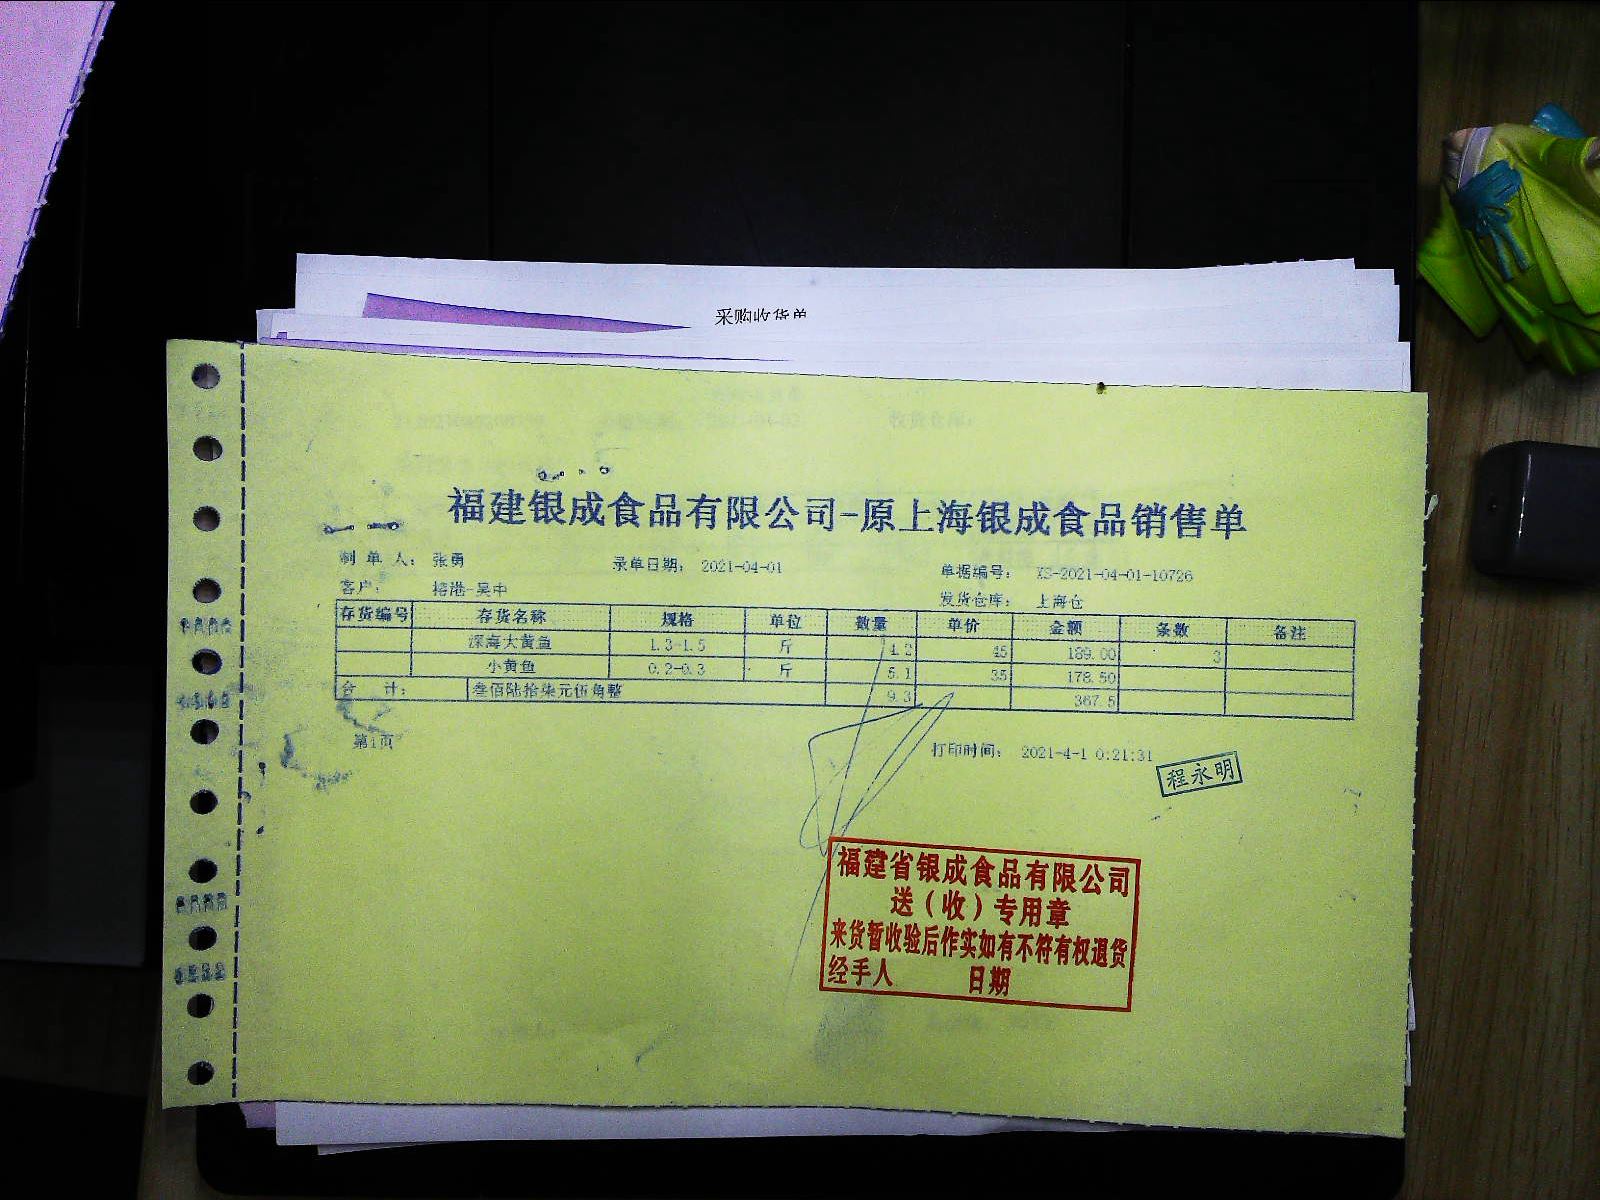 采购收货单
福建银成食品有限公司-原上海银成食品销售单
制 单 人： 张勇 录单日期： 2021-04-01 单据编号： XS-2021-04-01-10726
客户： 榕港-吴中 发货仓库： 上海仓
存货编号 存货名称 规格 单位 数量 单价 金额 条数 备注
深海大黄鱼 1.3-1.5 斤 4.2 45 189.00 3
小黄鱼 0.2-0.3 斤 5.1 35 178.50
合 计： 叁佰陆拾柒元伍角整 9.3 367.5
第1页 打印时间： 2021-4-1 0:21:31
程永明
福建省银成食品有限公司
送（收）专用章
来货暂收验后作实如有不符有权退货
经手人 日期